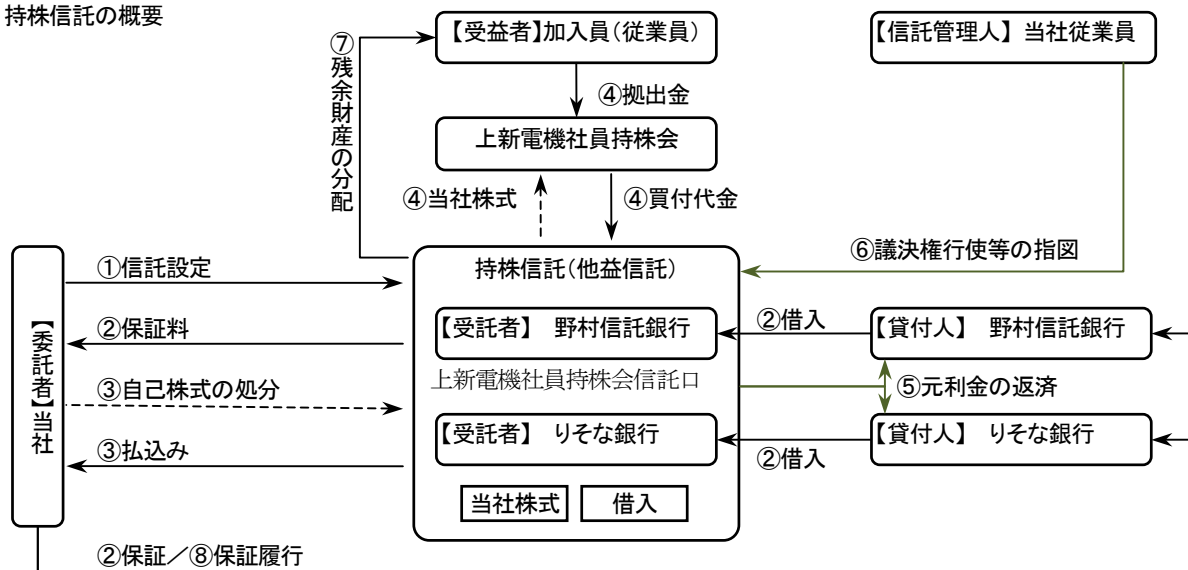 持株信託の概要
【受益者】加入員(従業員)
【信託管理人】 当社従業員
⑦残余財産の分配
④拠出金
上新電機社員持株会
④当社株式
④買付代金
⑥議決権行使等の指図
持株信託(他益信託)
①信託設定
②保証料
③自己株式の処分
③払込み
【委託者】当社
【受託者】 野村信託銀行
上新電機社員持株会信託口
【受託者】 りそな銀行
当社株式
借入
②借入
【貸付人】 野村信託銀行
⑤元利金の返済
【貸付人】 りそな銀行
②借入
②保証/⑧保証履行